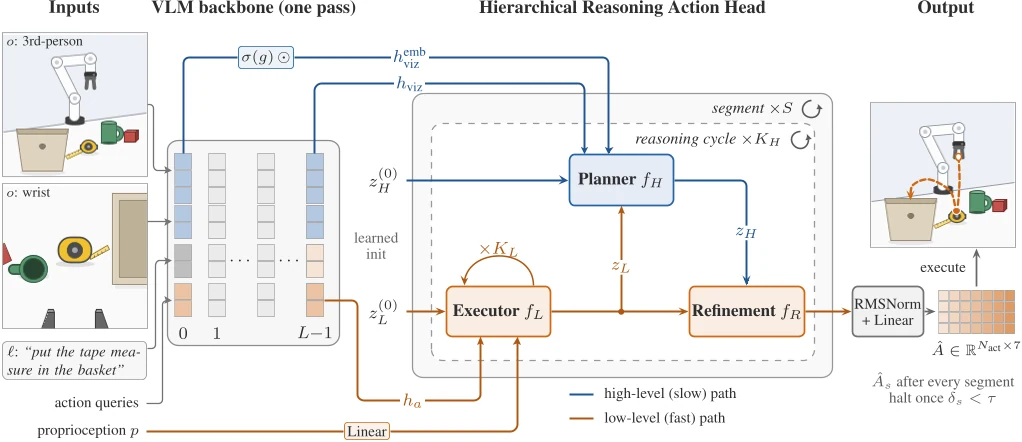 Inputs
VLM backbone (one pass)
Hierarchical Reasoning Action Head
Output
o: 3rd-person
σ(g) ⊙
h_viz^emb
h_viz
segment ×S
reasoning cycle ×K_H
z_H^(0)
Planner f_H
o: wrist
learned
init
×K_L
z_L
z_H
execute
z_L^(0)
Executor f_L
Refinement f_R
RMSNorm
+ Linear
0
1
L−1
· · ·
· · ·
Â ∈ ℝ^{N_act×7}
ℓ: “put the tape mea-
sure in the basket”
action queries
h_a
high-level (slow) path
low-level (fast) path
Â_s after every segment
halt once δ̂_s < τ
proprioception p
Linear